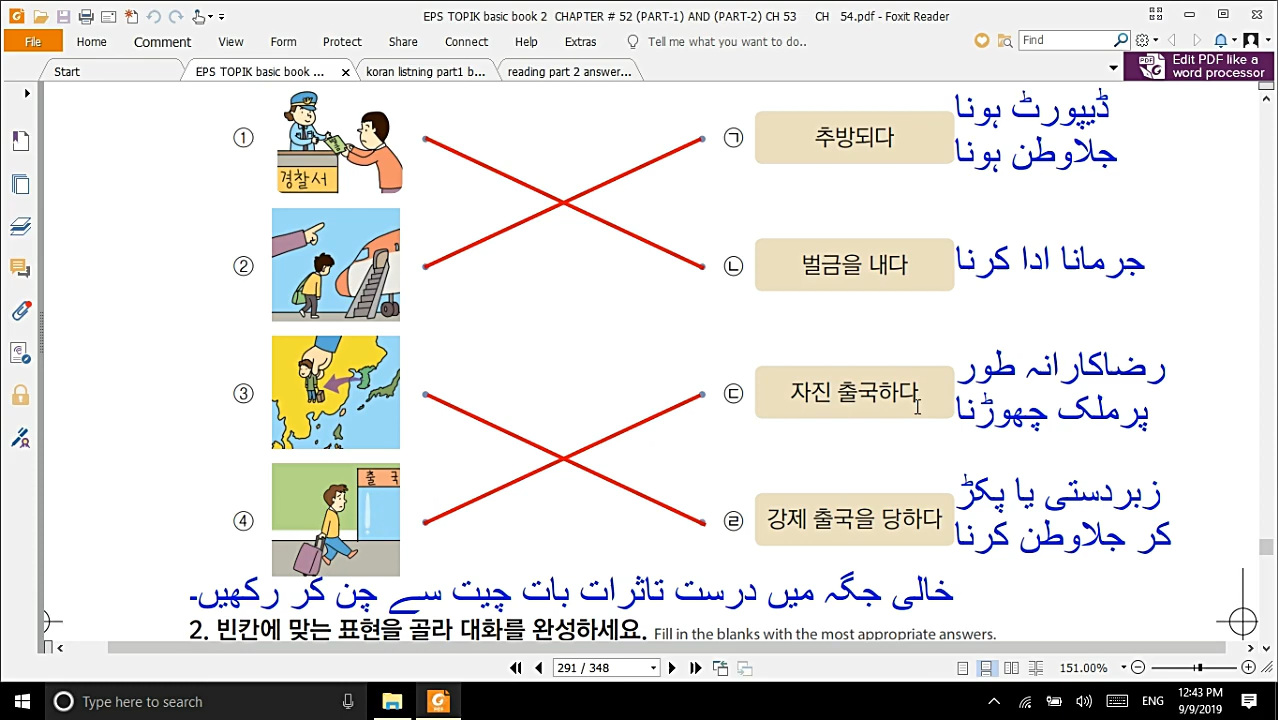 EPS TOPIK basic book 2 CHAPTER # 52 (PART-1) AND (PART-2) CH 53 CH 54.pdf - Foxit Reader
File Home Comment View Form Protect Share Connect Help Extras Tell me what you want to do.. Find
Start EPS TOPIK basic book ... koran listning part1 b... reading part 2 answer...
Edit PDF like a
word processor
① 경찰서 ㉠ 추방되다 ڈیپورٹ ہونا
جلاوطن ہونا
② ㉡ 벌금을 내다 جرمانا ادا کرنا
③ ㉢ 자진 출국하다 رضاکارانہ طور
پرملک چھوڑنا
④ 출국 ㉣ 강제 출국을 당하다 زبردستی یا پکڑ
کر جلاوطن کرنا
خالی جگہ میں درست تاثرات بات چیت سے چن کر رکھیں۔
2. 빈칸에 맞는 표현을 골라 대화를 완성하세요. Fill in the blanks with the most appropriate answers.
291 / 348 151.00%
Type here to search ENG 12:43 PM
9/9/2019